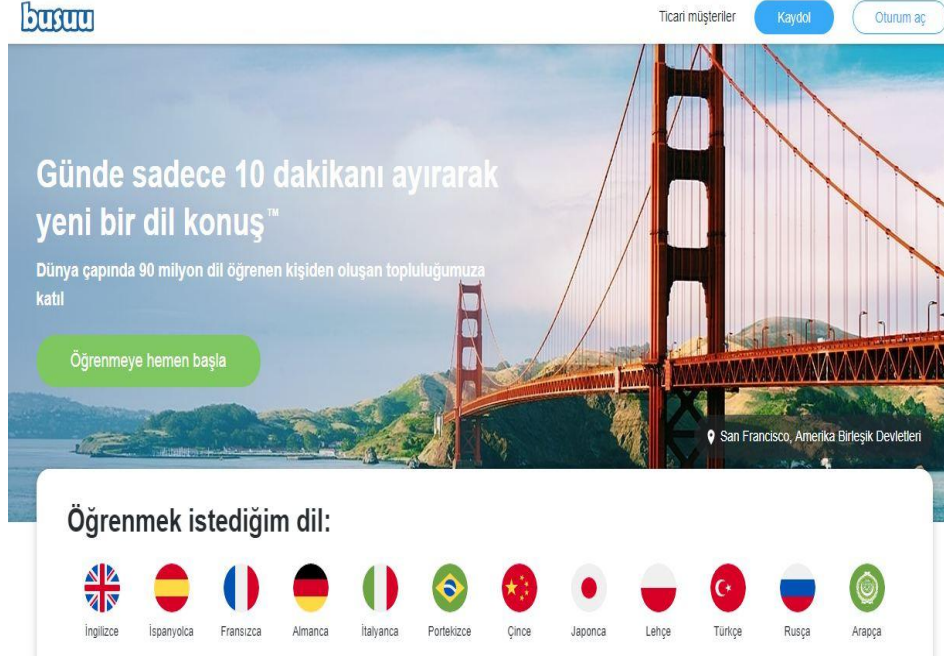 busuu
Ticari müşteriler
Kaydol
Oturum aç
Günde sadece 10 dakikanı ayırarak
yeni bir dil konuş™
Dünya çapında 90 milyon dil öğrenen kişiden oluşan topluluğumuza
katıl
Öğrenmeye hemen başla
San Francisco, Amerika Birleşik Devletleri
Öğrenmek istediğim dil:
İngilizce
İspanyolca
Fransızca
Almanca
İtalyanca
Portekizce
Çince
Japonca
Lehçe
Türkçe
Rusça
Arapça